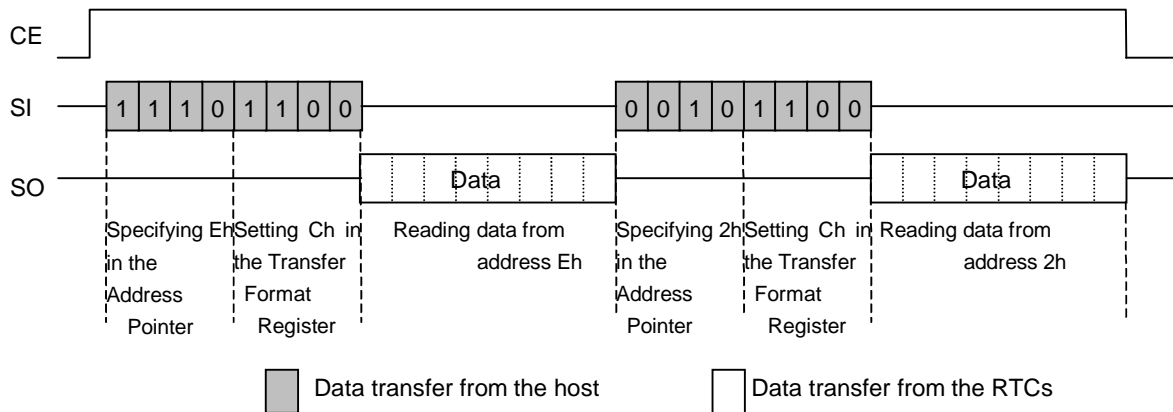 CE
SI 1 1 1 0 1 1 0 0 0 0 1 0 1 1 0 0
SO Data Data
Specifying Eh Setting Ch in Reading data from Specifying 2h Setting Ch in Reading data from
in the the Transfer address Eh in the the Transfer address 2h
Address Format Address Format
Pointer Register Pointer Register
Data transfer from the host Data transfer from the RTCs